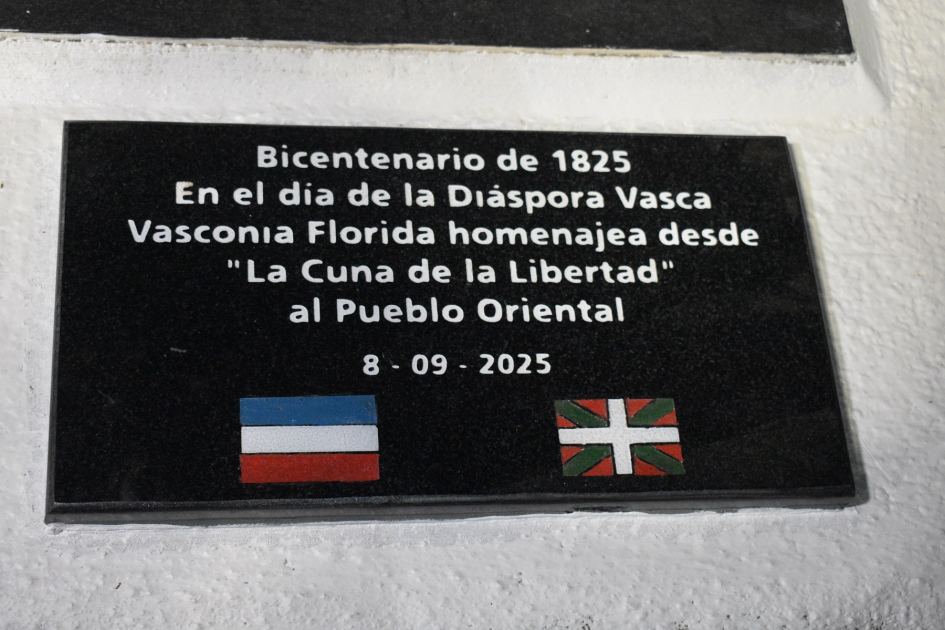 Bicentenario de 1825
En el día de la Diáspora Vasca
Vasconia Florida homenajea desde
"La Cuna de la Libertad"
al Pueblo Oriental
8 - 09 - 2025